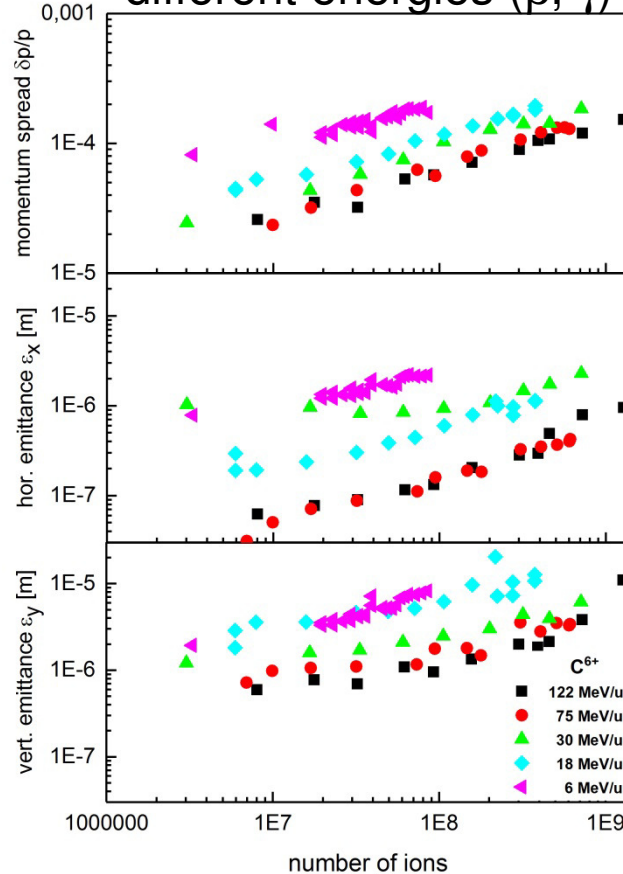 different energies (β, γ)
0,001
1E-4
1E-5
momentum spread δp/p
1E-5
1E-6
1E-7
hor. emittance εx [m]
1E-5
1E-6
1E-7
vert. emittance εy [m]
C6+
122 MeV/u
75 MeV/u
30 MeV/u
18 MeV/u
6 MeV/u
1000000
1E7
1E8
1E9
number of ions